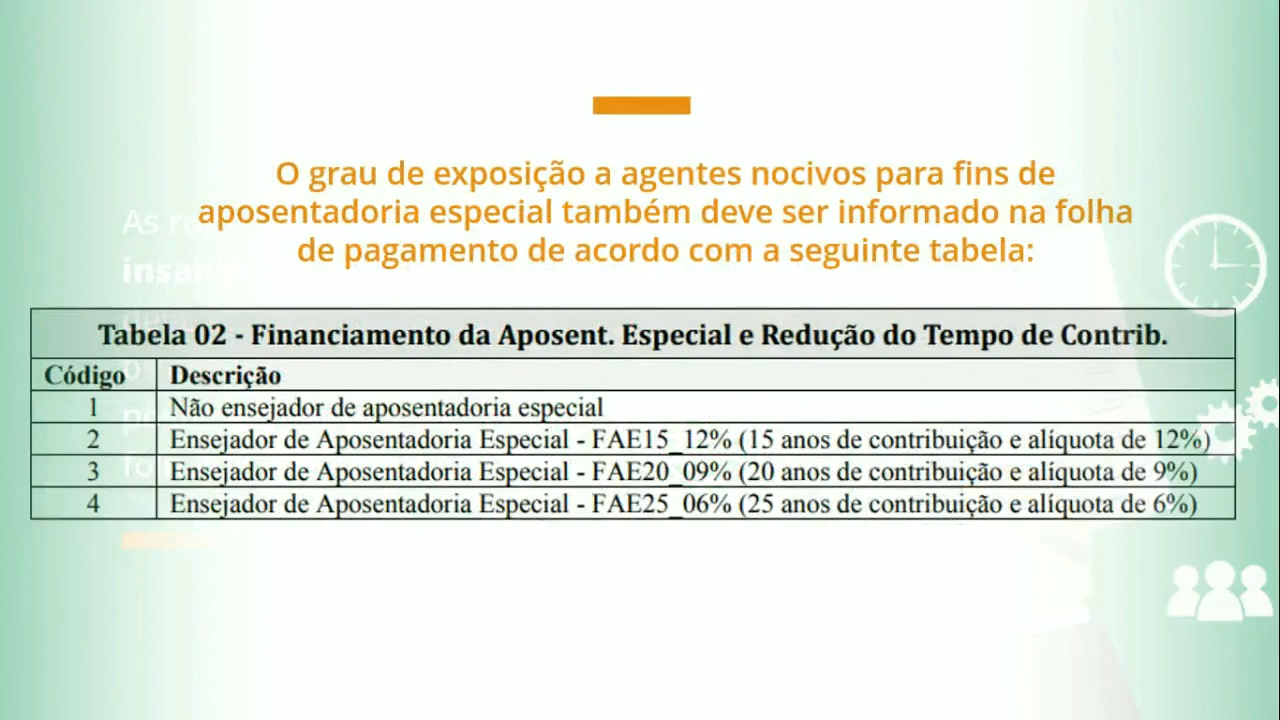 O grau de exposição a agentes nocivos para fins de
aposentadoria especial também deve ser informado na folha
de pagamento de acordo com a seguinte tabela:
Tabela 02 - Financiamento da Aposent. Especial e Redução do Tempo de Contrib.
Código Descrição
1 Não ensejador de aposentadoria especial
2 Ensejador de Aposentadoria Especial - FAE15_12% (15 anos de contribuição e alíquota de 12%)
3 Ensejador de Aposentadoria Especial - FAE20_09% (20 anos de contribuição e alíquota de 9%)
4 Ensejador de Aposentadoria Especial - FAE25_06% (25 anos de contribuição e alíquota de 6%)
As